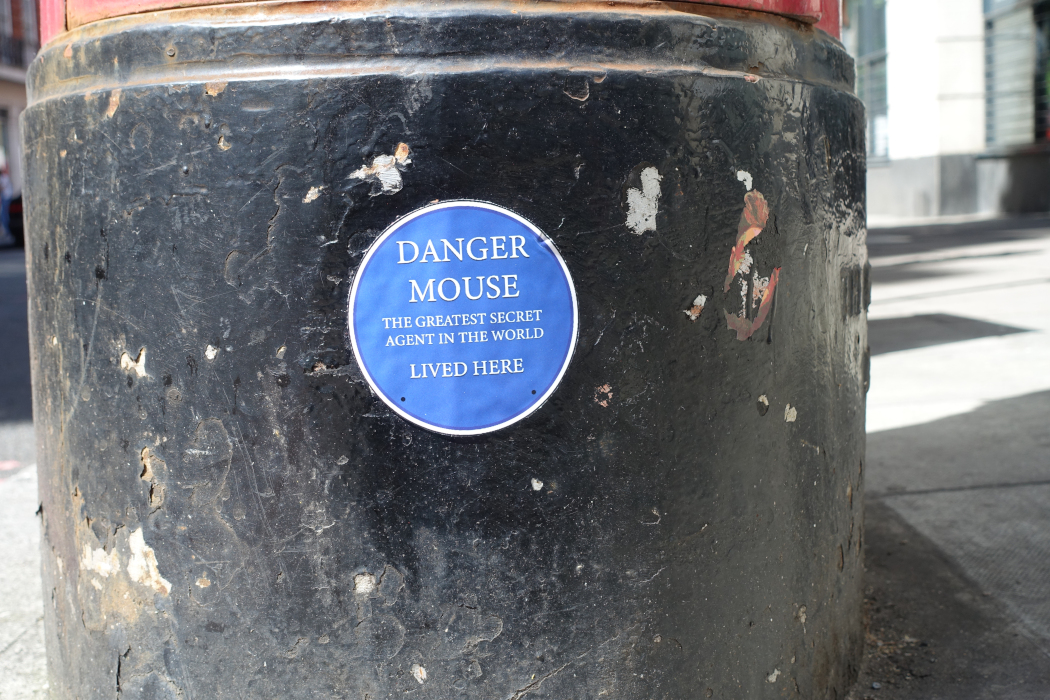 DANGER
MOUSE
THE GREATEST SECRET
AGENT IN THE WORLD
LIVED HERE